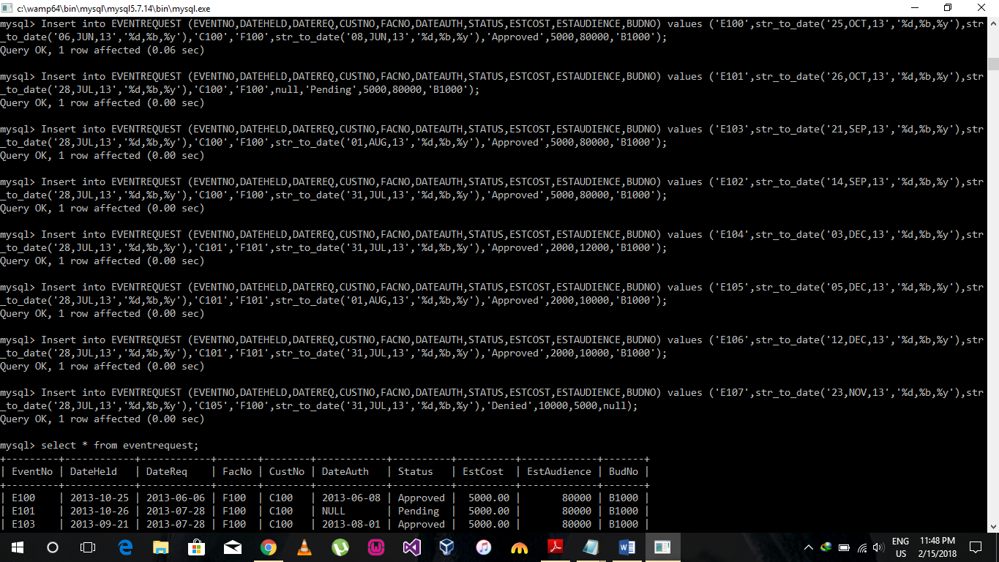 c:\wamp64\bin\mysql\mysql5.7.14\bin\mysql.exe
mysql> Insert into EVENTREQUEST (EVENTNO,DATEHELD,DATEREQ,CUSTNO,FACNO,DATEAUTH,STATUS,ESTCOST,ESTAUDIENCE,BUDNO) values ('E100',str_to_date('25,OCT,13','%d,%b,%y'),str
_to_date('06,JUN,13','%d,%b,%y'),'C100','F100',str_to_date('08,JUN,13','%d,%b,%y'),'Approved',5000,80000,'B1000');
Query OK, 1 row affected (0.06 sec)
mysql> Insert into EVENTREQUEST (EVENTNO,DATEHELD,DATEREQ,CUSTNO,FACNO,DATEAUTH,STATUS,ESTCOST,ESTAUDIENCE,BUDNO) values ('E101',str_to_date('26,OCT,13','%d,%b,%y'),str
_to_date('28,JUL,13','%d,%b,%y'),'C100','F100',null,'Pending',5000,80000,'B1000');
Query OK, 1 row affected (0.00 sec)
mysql> Insert into EVENTREQUEST (EVENTNO,DATEHELD,DATEREQ,CUSTNO,FACNO,DATEAUTH,STATUS,ESTCOST,ESTAUDIENCE,BUDNO) values ('E103',str_to_date('21,SEP,13','%d,%b,%y'),str
_to_date('28,JUL,13','%d,%b,%y'),'C100','F100',str_to_date('01,AUG,13','%d,%b,%y'),'Approved',5000,80000,'B1000');
Query OK, 1 row affected (0.00 sec)
mysql> Insert into EVENTREQUEST (EVENTNO,DATEHELD,DATEREQ,CUSTNO,FACNO,DATEAUTH,STATUS,ESTCOST,ESTAUDIENCE,BUDNO) values ('E102',str_to_date('14,SEP,13','%d,%b,%y'),str
_to_date('28,JUL,13','%d,%b,%y'),'C100','F100',str_to_date('31,JUL,13','%d,%b,%y'),'Approved',5000,80000,'B1000');
Query OK, 1 row affected (0.00 sec)
mysql> Insert into EVENTREQUEST (EVENTNO,DATEHELD,DATEREQ,CUSTNO,FACNO,DATEAUTH,STATUS,ESTCOST,ESTAUDIENCE,BUDNO) values ('E104',str_to_date('03,DEC,13','%d,%b,%y'),str
_to_date('28,JUL,13','%d,%b,%y'),'C101','F101',str_to_date('31,JUL,13','%d,%b,%y'),'Approved',2000,12000,'B1000');
Query OK, 1 row affected (0.00 sec)
mysql> Insert into EVENTREQUEST (EVENTNO,DATEHELD,DATEREQ,CUSTNO,FACNO,DATEAUTH,STATUS,ESTCOST,ESTAUDIENCE,BUDNO) values ('E105',str_to_date('05,DEC,13','%d,%b,%y'),str
_to_date('28,JUL,13','%d,%b,%y'),'C101','F101',str_to_date('01,AUG,13','%d,%b,%y'),'Approved',2000,10000,'B1000');
Query OK, 1 row affected (0.00 sec)
mysql> Insert into EVENTREQUEST (EVENTNO,DATEHELD,DATEREQ,CUSTNO,FACNO,DATEAUTH,STATUS,ESTCOST,ESTAUDIENCE,BUDNO) values ('E106',str_to_date('12,DEC,13','%d,%b,%y'),str
_to_date('28,JUL,13','%d,%b,%y'),'C101','F101',str_to_date('31,JUL,13','%d,%b,%y'),'Approved',2000,10000,'B1000');
Query OK, 1 row affected (0.00 sec)
mysql> Insert into EVENTREQUEST (EVENTNO,DATEHELD,DATEREQ,CUSTNO,FACNO,DATEAUTH,STATUS,ESTCOST,ESTAUDIENCE,BUDNO) values ('E107',str_to_date('23,NOV,13','%d,%b,%y'),str
_to_date('28,JUL,13','%d,%b,%y'),'C105','F100',str_to_date('31,JUL,13','%d,%b,%y'),'Denied',10000,5000,null);
Query OK, 1 row affected (0.00 sec)
mysql> select * from eventrequest;
+---------+------------+------------+-------+--------+------------+----------+----------+-------------+-------+
| EventNo | DateHeld   | DateReq    | FacNo | CustNo | DateAuth   | Status   | EstCost  | EstAudience | BudNo |
+---------+------------+------------+-------+--------+------------+----------+----------+-------------+-------+
| E100    | 2013-10-25 | 2013-06-06 | F100  | C100   | 2013-06-08 | Approved |  5000.00 |       80000 | B1000 |
| E101    | 2013-10-26 | 2013-07-28 | F100  | C100   | NULL       | Pending  |  5000.00 |       80000 | B1000 |
| E103    | 2013-09-21 | 2013-07-28 | F100  | C100   | 2013-08-01 | Approved |  5000.00 |       80000 | B1000 |
ENG
US
11:48 PM
2/15/2018